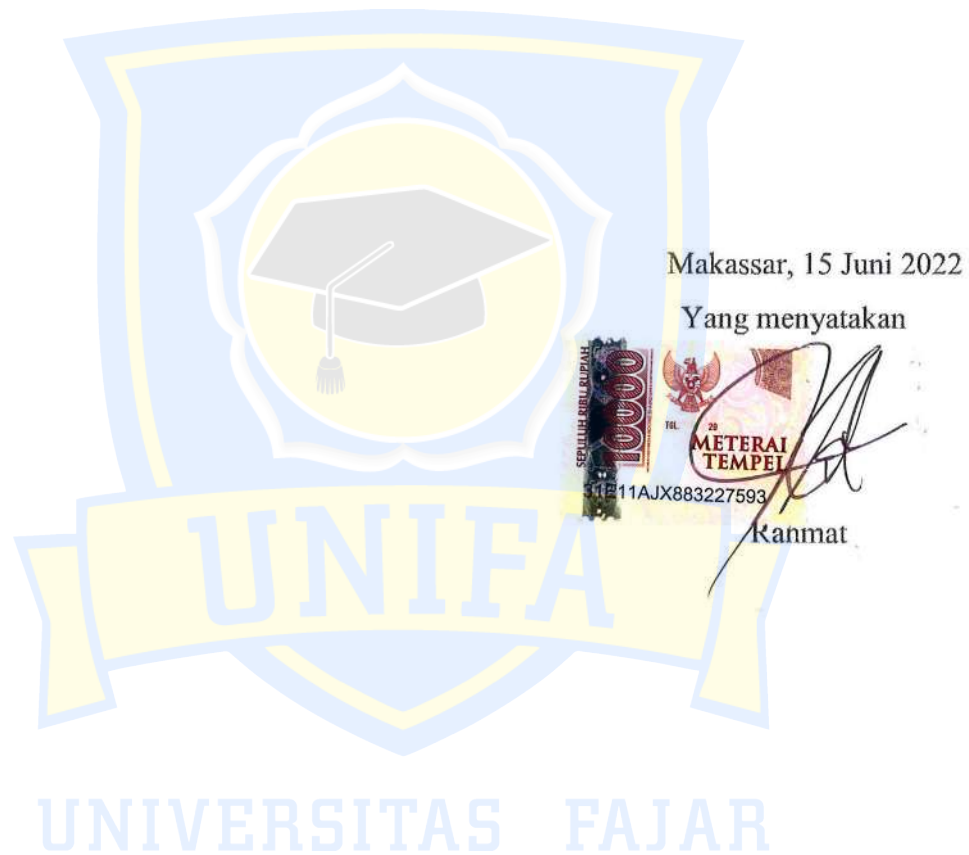 Makassar, 15 Juni 2022
Yang menyatakan
SEPULUH RIBU RUPIAH
10000
TGL. 20
METERAI
TEMPEL
11AJX883227593
Rahmat
UNIFA
UNIVERSITAS FAJAR